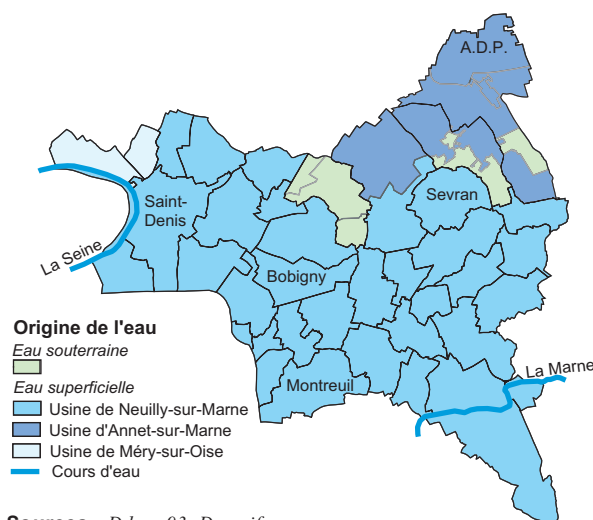 A.D.P.
Sevran
Saint-
Denis
La Seine
Bobigny
Montreuil
La Marne
Origine de l'eau
Eau souterraine
Eau superficielle
Usine de Neuilly-sur-Marne
Usine d'Annet-sur-Marne
Usine de Méry-sur-Oise
Cours d'eau